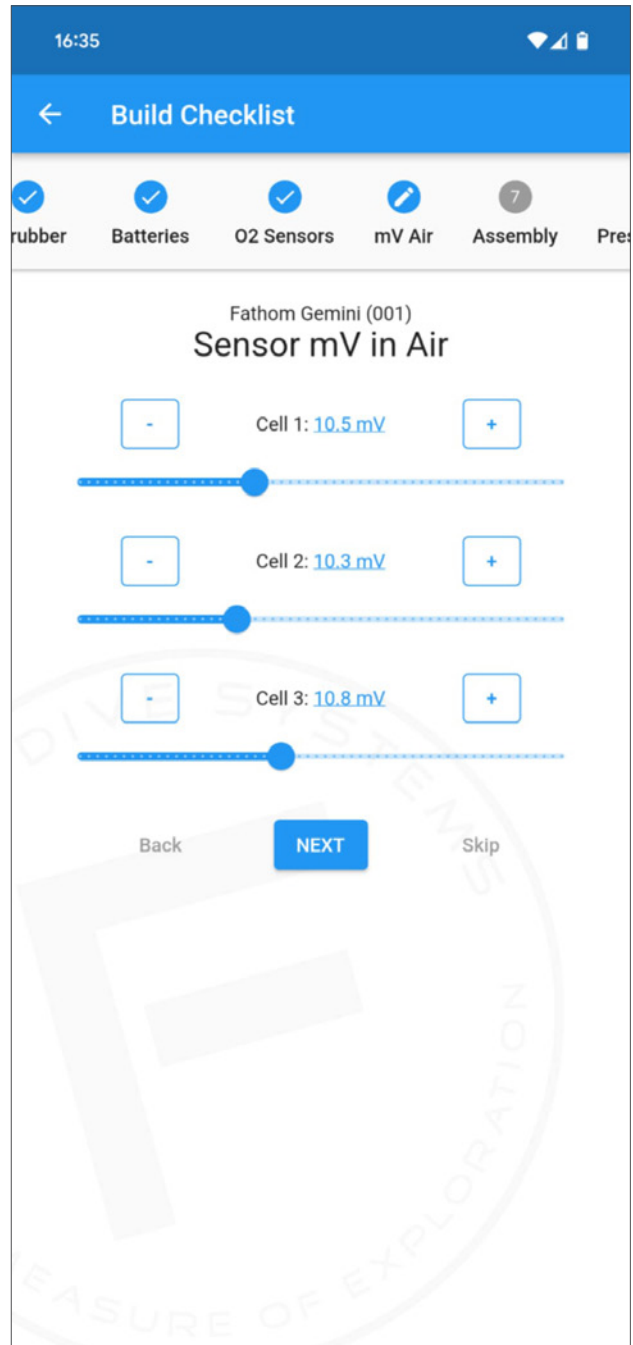 16:35
Build Checklist
7
rubber Batteries O2 Sensors mV Air Assembly Pres
Fathom Gemini (001)
Sensor mV in Air
- Cell 1: 10.5 mV +
- Cell 2: 10.3 mV +
- Cell 3: 10.8 mV +
Back NEXT Skip
DIVE SYSTEMS
F
MEASURE OF EXPLORATION